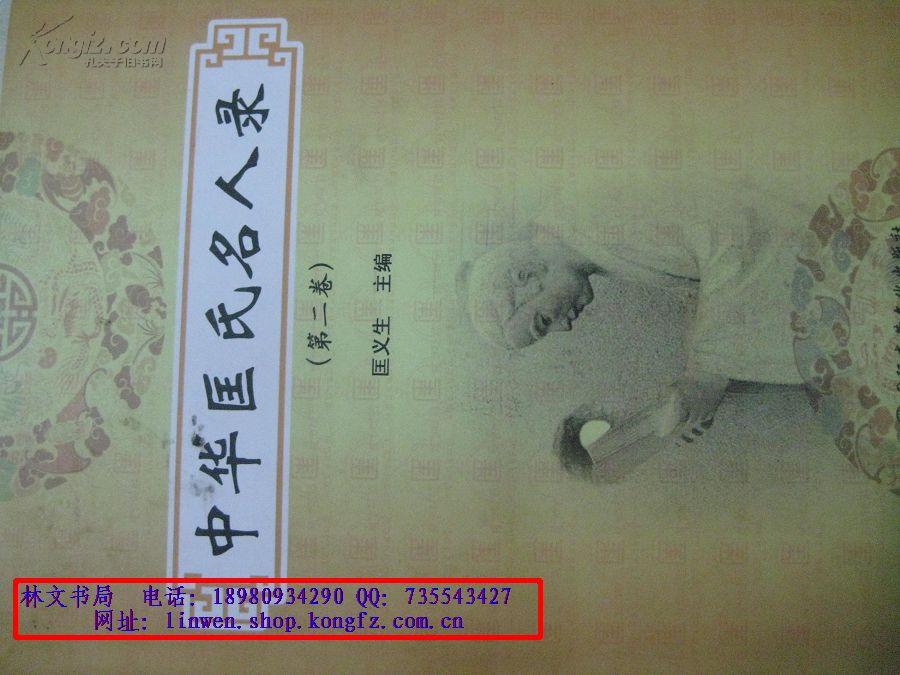 Kongfz.com
孔夫子旧书网
中华匡氏名人录
（第二卷）
匡义生 主编
林文书局 电话: 18980934290 QQ: 735543427
网址: linwen.shop.kongfz.com.cn